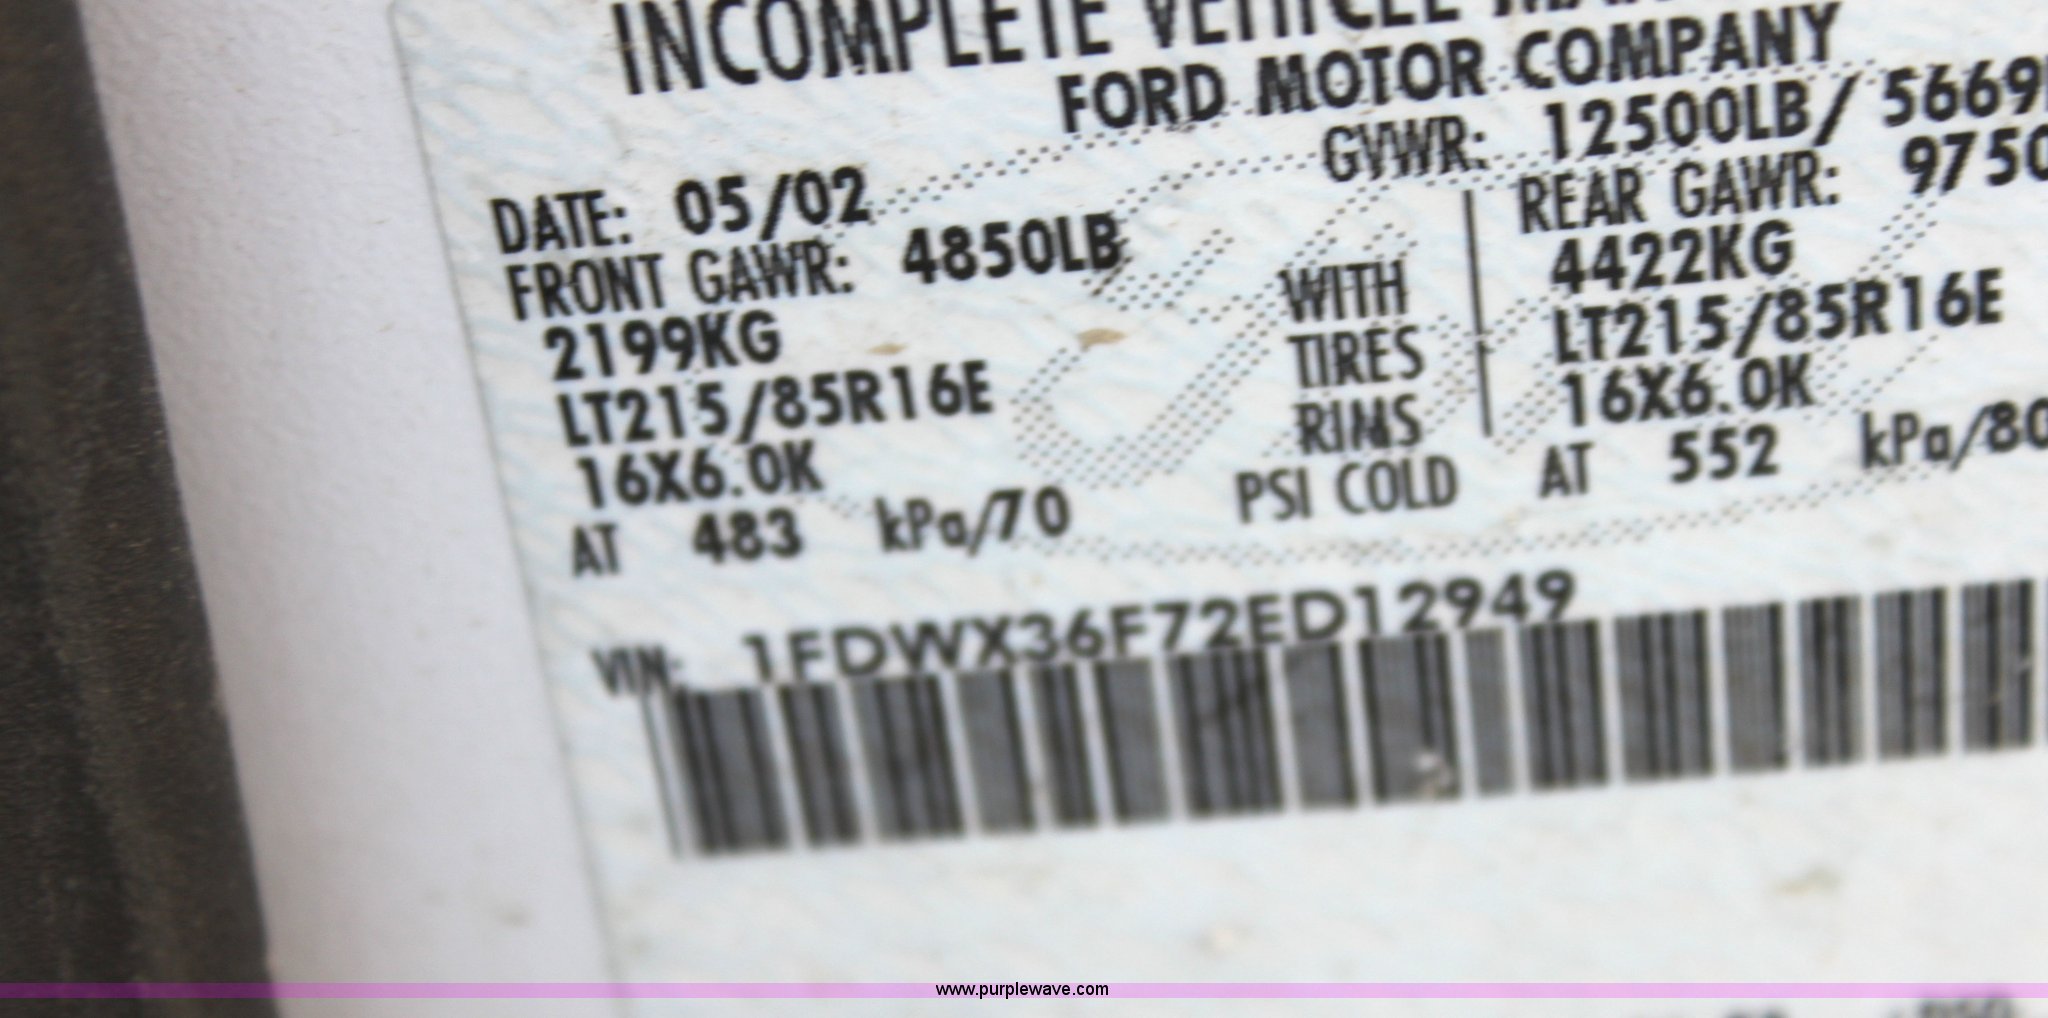 INCOMPLETE VEHICLE
FORD MOTOR COMPANY
DATE: 05/02
GVWR: 12500LB/ 5669
FRONT GAWR: 4850LB
2199KG
LT215/85R16E
16X6.0K
AT 483 kPa/70
WITH
TIRES
RIMS
PSI COLD
REAR GAWR: 9750
4422KG
LT215/85R16E
16X6.0K
AT 552 kPa/80
VIN: 1FDWX36F72ED12949
www.purplewave.com